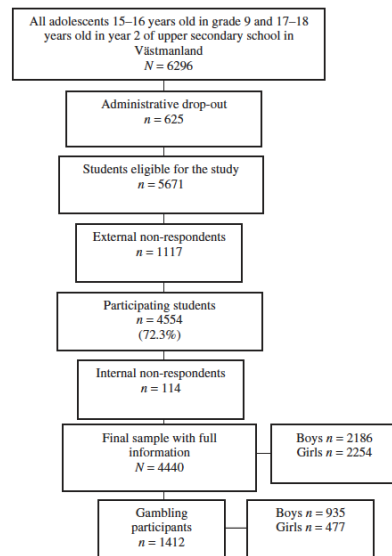 All adolescents 15–16 years old in grade 9 and 17–18
years old in year 2 of upper secondary school in
Västmanland
N = 6296
Administrative drop-out
n = 625
Students eligible for the study
n = 5671
External non-respondents
n = 1117
Participating students
n = 4554
(72.3%)
Internal non-respondents
n = 114
Final sample with full
information
N = 4440
Boys n = 2186
Girls n = 2254
Gambling
participants
n = 1412
Boys n = 935
Girls n = 477